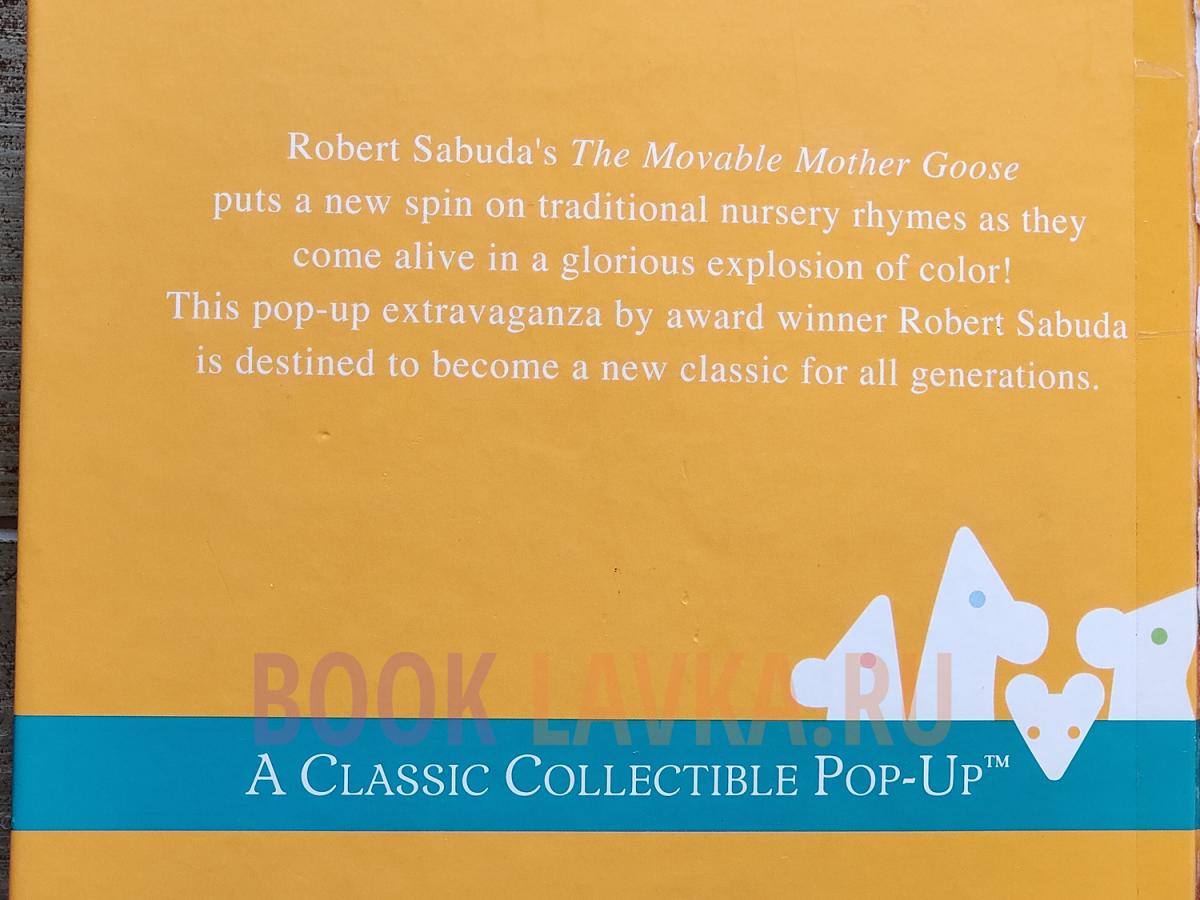 Robert Sabuda's The Movable Mother Goose
puts a new spin on traditional nursery rhymes as they
come alive in a glorious explosion of color!
This pop-up extravaganza by award winner Robert Sabuda
is destined to become a new classic for all generations.
BOOK LAVKA.RU
A CLASSIC COLLECTIBLE POP-UP™